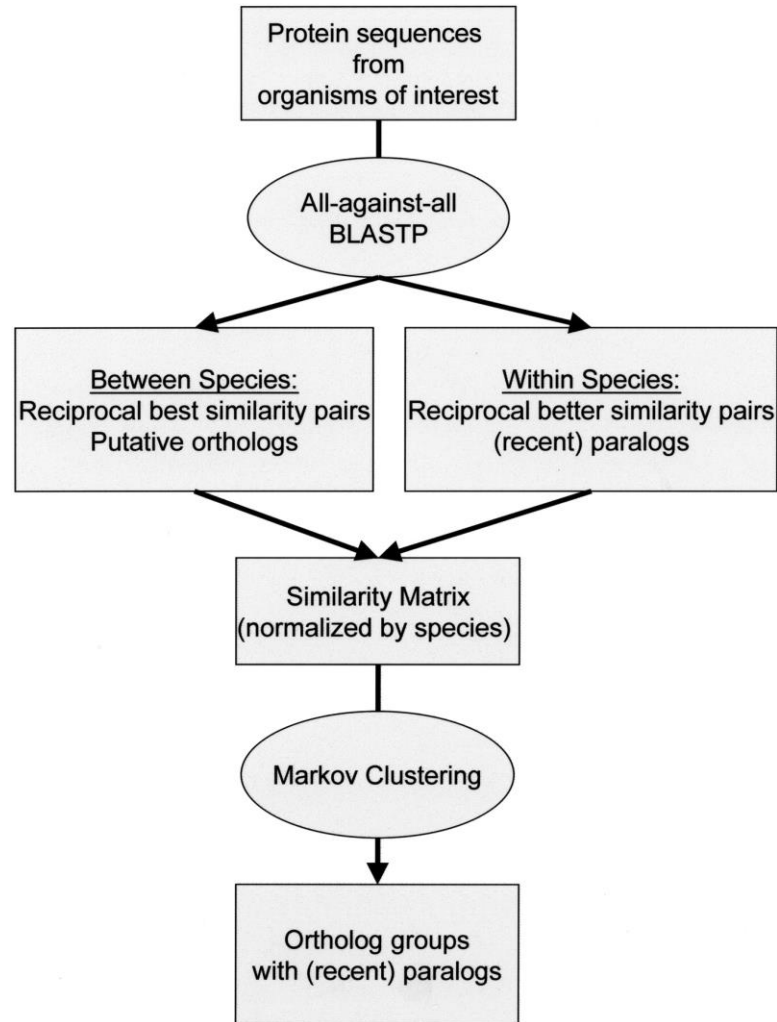 Protein sequences
from
organisms of interest
All-against-all
BLASTP
Between Species:
Reciprocal best similarity pairs
Putative orthologs
Within Species:
Reciprocal better similarity pairs
(recent) paralogs
Similarity Matrix
(normalized by species)
Markov Clustering
Ortholog groups
with (recent) paralogs